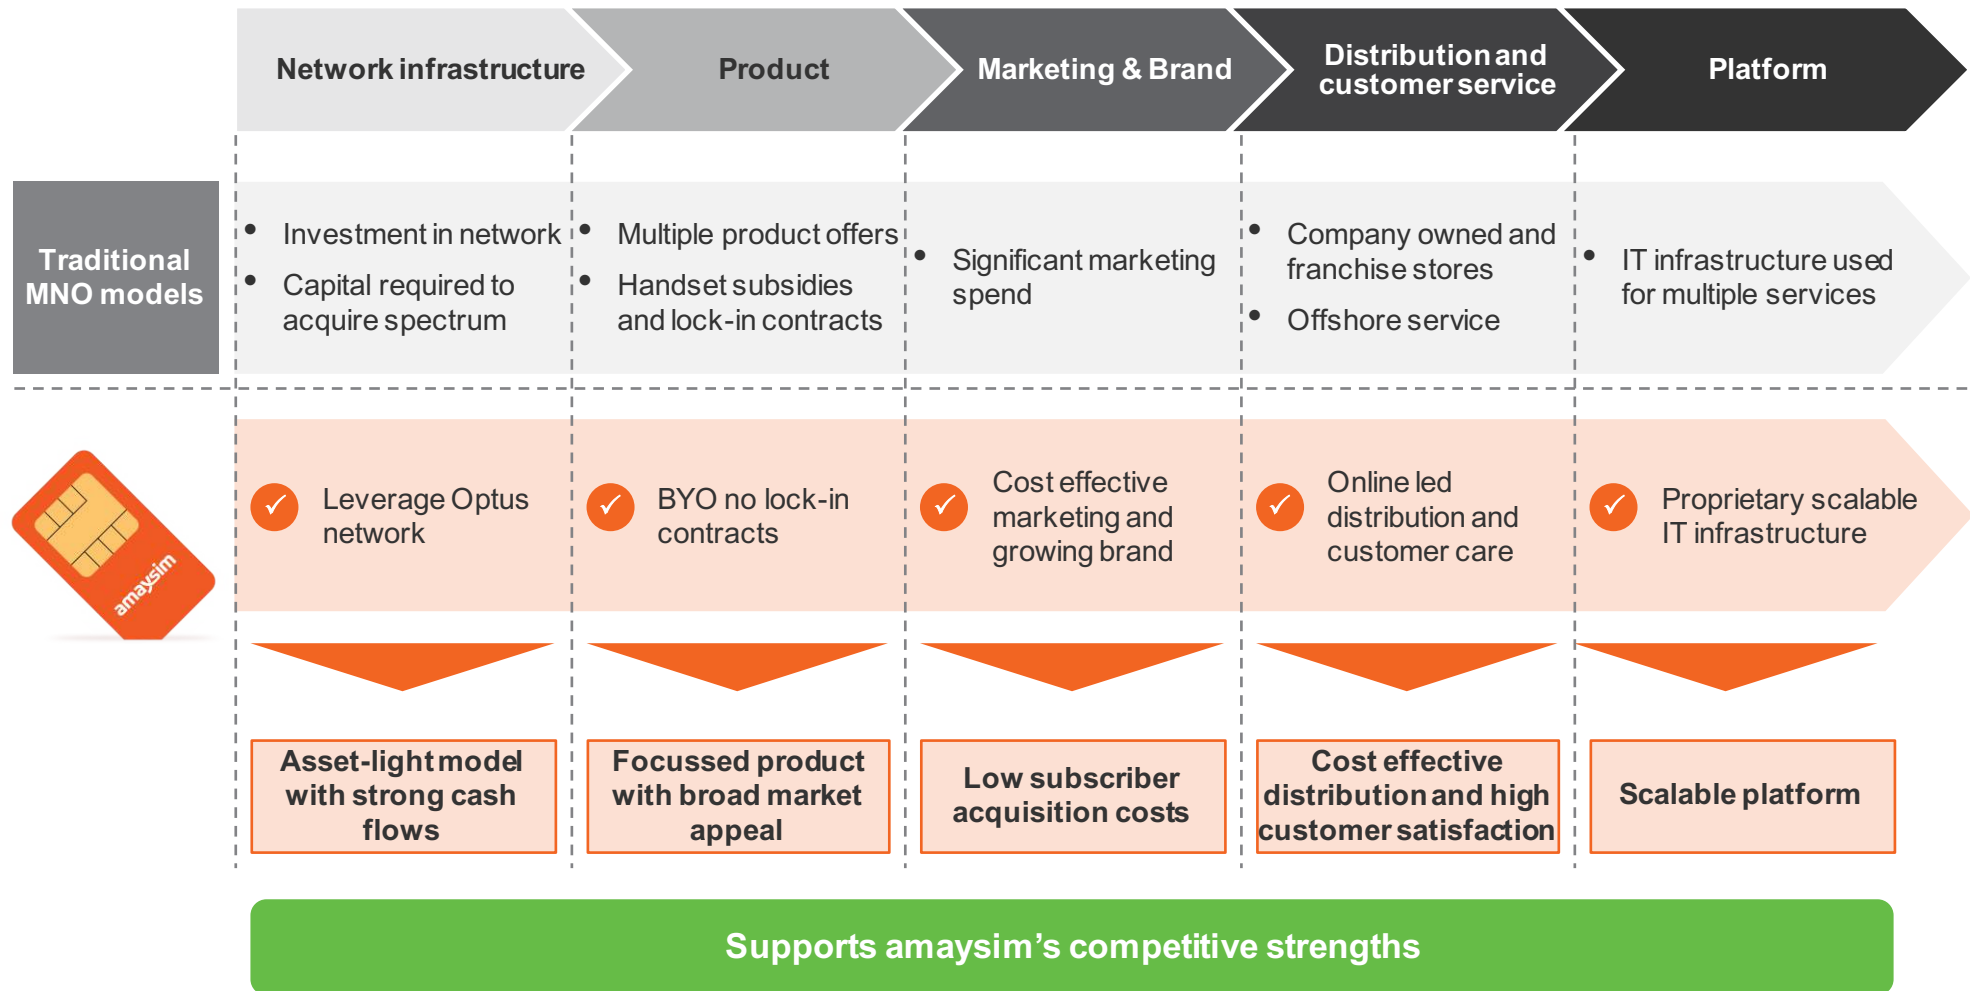 Network infrastructure
Product
Marketing & Brand
Distribution and
customer service
Platform
Traditional
MNO models
• Investment in network
• Capital required to
acquire spectrum
• Multiple product offers
• Handset subsidies
and lock-in contracts
• Significant marketing
spend
• Company owned and
franchise stores
• Offshore service
• IT infrastructure used
for multiple services
amaysim
Leverage Optus
network
BYO no lock-in
contracts
Cost effective
marketing and
growing brand
Online led
distribution and
customer care
Proprietary scalable
IT infrastructure
Asset-light model
with strong cash
flows
Focussed product
with broad market
appeal
Low subscriber
acquisition costs
Cost effective
distribution and high
customer satisfaction
Scalable platform
Supports amaysim’s competitive strengths